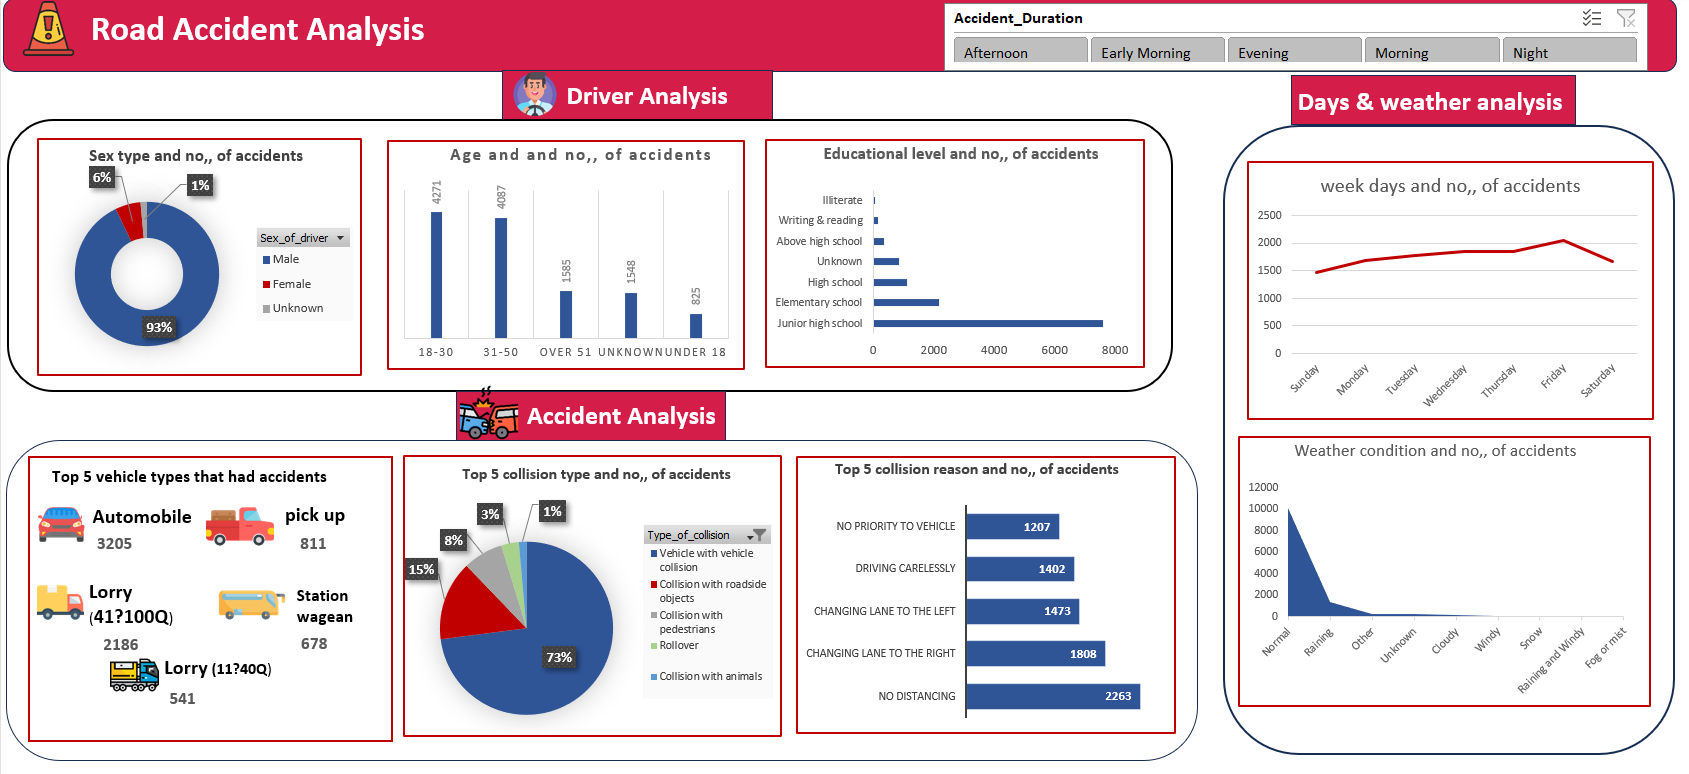 Road Accident Analysis
Accident_Duration
Afternoon
Early Morning
Evening
Morning
Night
Driver Analysis
Sex type and no,, of accidents
6%
1%
93%
Sex_of_driver
Male
Female
Unknown
Age and and no,, of accidents
4271
4087
1585
1548
825
18-30
31-50
OVER 51
UNKNOWN
UNDER 18
Educational level and no,, of accidents
Illiterate
Writing & reading
Above high school
Unknown
High school
Elementary school
Junior high school
0 2000 4000 6000 8000
Days & weather analysis
week days and no,, of accidents
2500
2000
1500
1000
500
0
Sunday
Monday
Tuesday
Wednesday
Thursday
Friday
Saturday
Weather condition and no,, of accidents
12000
10000
8000
6000
4000
2000
0
Normal
Raining
Other
Unknown
Cloudy
Windy
Snow
Raining and Windy
Fog or mist
Accident Analysis
Top 5 vehicle types that had accidents
Automobile
3205
pick up
811
Lorry
(41?100Q)
2186
Station
wagean
678
Lorry (11?40Q)
541
Top 5 collision type and no,, of accidents
1%
3%
8%
15%
73%
Type_of_collision
Vehicle with vehicle
collision
Collision with roadside
objects
Collision with
pedestrians
Rollover
Collision with animals
Top 5 collision reason and no,, of accidents
NO PRIORITY TO VEHICLE 1207
DRIVING CARELESSLY 1402
CHANGING LANE TO THE LEFT 1473
CHANGING LANE TO THE RIGHT 1808
NO DISTANCING 2263